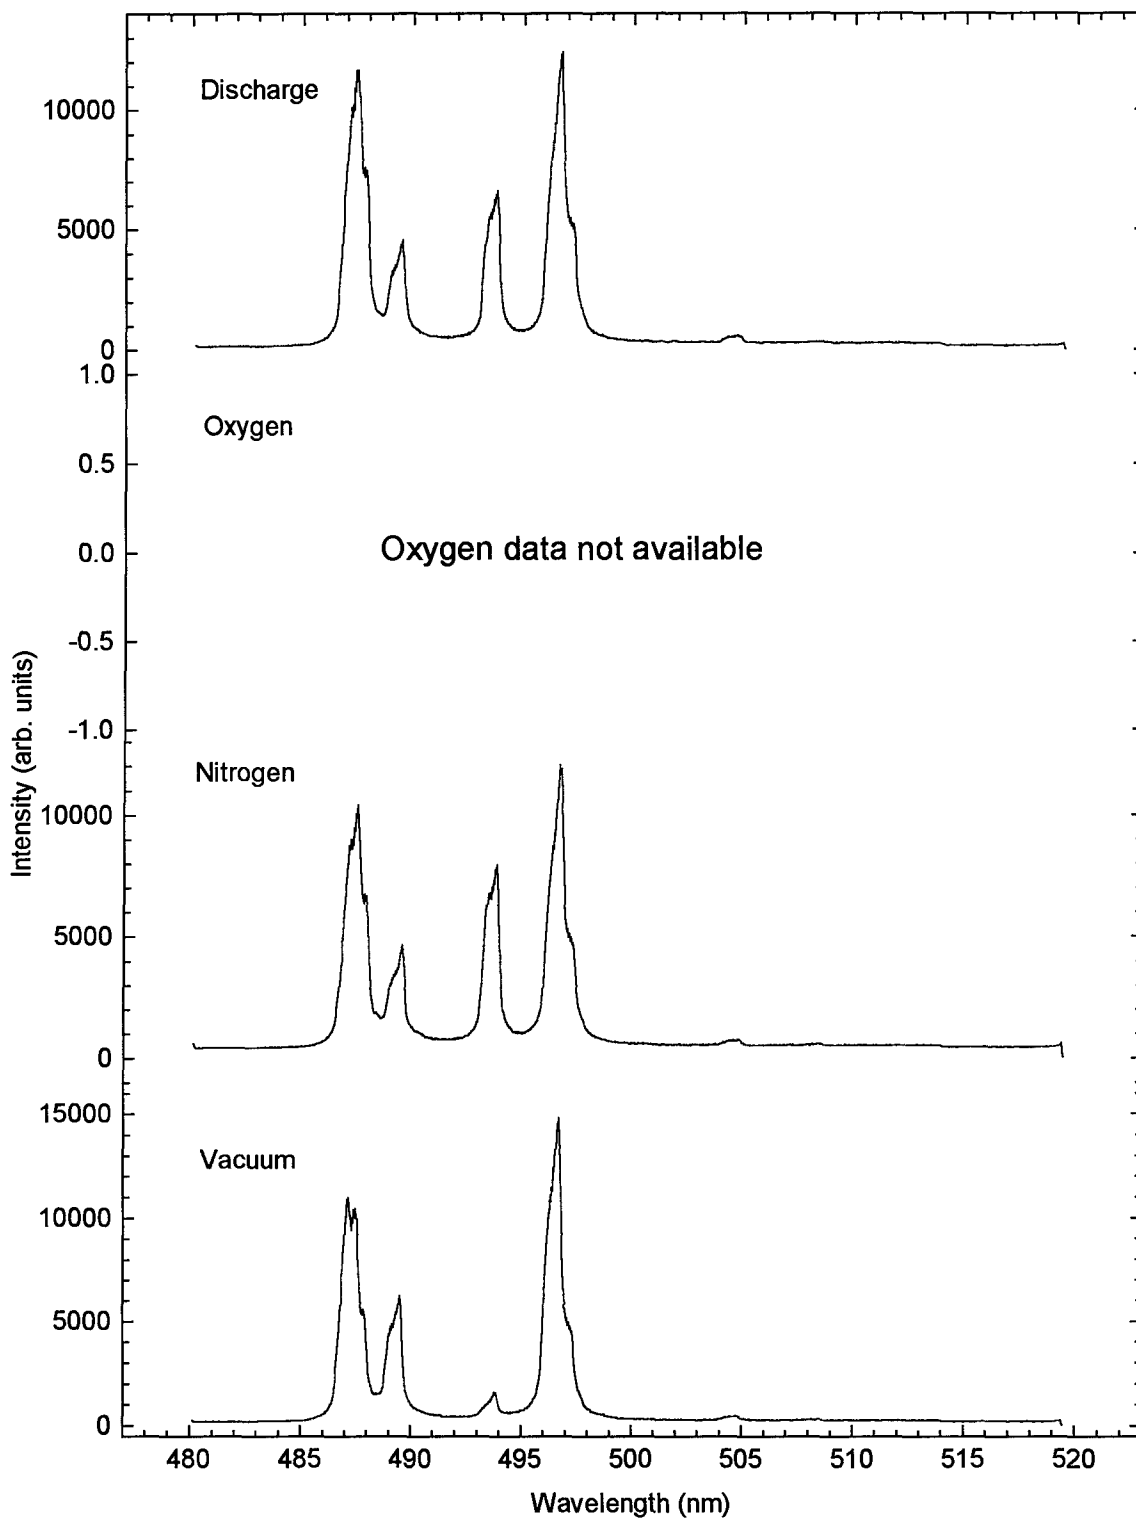 Discharge
10000
5000
0
1.0
Oxygen
0.5
Oxygen data not available
0.0
-0.5
-1.0
Intensity (arb. units)
Nitrogen
10000
5000
0
15000
Vacuum
10000
5000
0
480 485 490 495 500 505 510 515 520
Wavelength (nm)